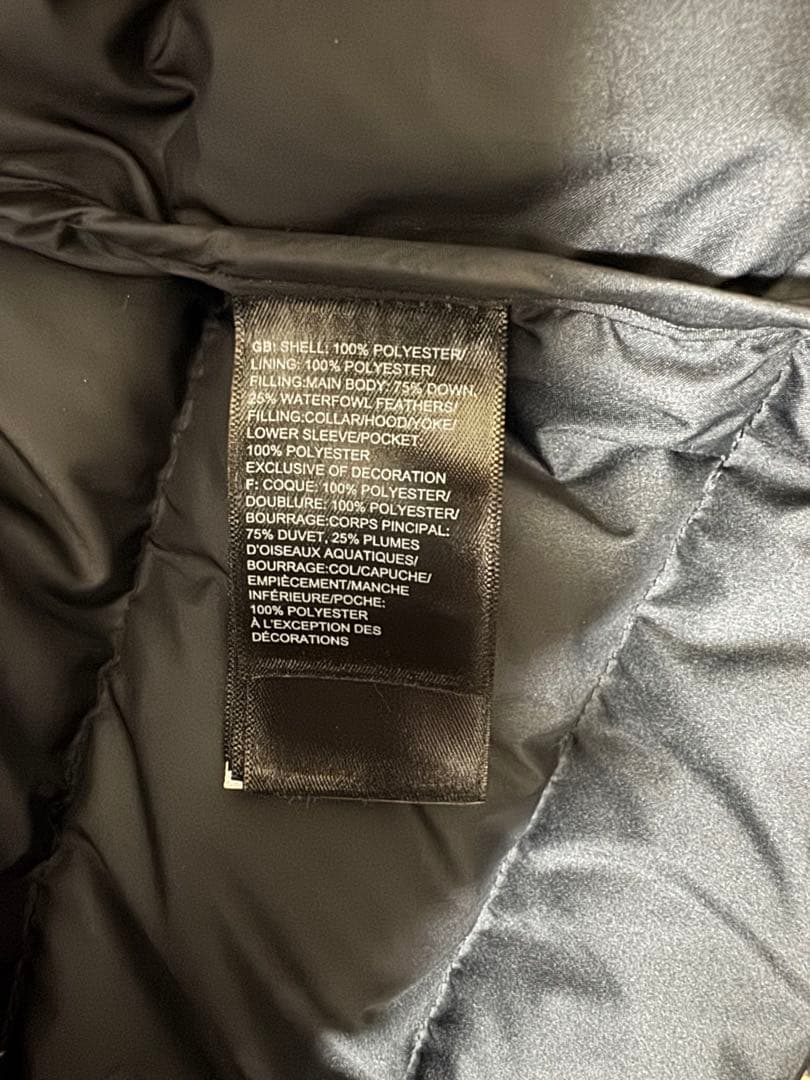 GB: SHELL: 100% POLYESTER/
LINING: 100% POLYESTER/
FILLING:MAIN BODY: 75% DOWN,
25% WATERFOWL FEATHERS/
FILLING:COLLAR/HOOD/YOKE/
LOWER SLEEVE/POCKET:
100% POLYESTER
EXCLUSIVE OF DECORATION
F: COQUE: 100% POLYESTER/
DOUBLURE: 100% POLYESTER/
BOURRAGE:CORPS PINCIPAL:
75% DUVET, 25% PLUMES
D'OISEAUX AQUATIQUES/
BOURRAGE:COL/CAPUCHE/
EMPIÈCEMENT/MANCHE
INFÉRIEURE/POCHE:
100% POLYESTER
À L'EXCEPTION DES
DÉCORATIONS